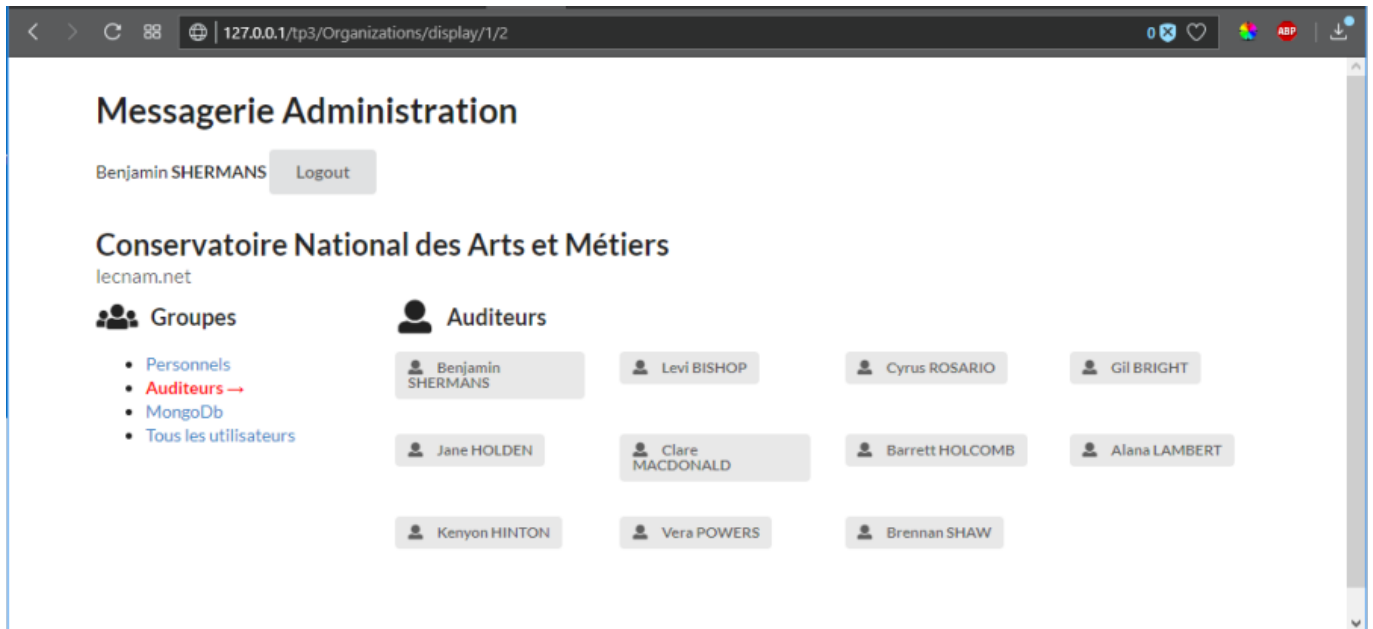 127.0.0.1/tp3/Organizations/display/1/2
0
ABP
Messagerie Administration
Benjamin SHERMANS Logout
Conservatoire National des Arts et Métiers
lecnam.net
Groupes
Personnels
Auditeurs →
MongoDb
Tous les utilisateurs
Auditeurs
Benjamin
SHERMANS
Levi BISHOP
Cyrus ROSARIO
Gil BRIGHT
Jane HOLDEN
Clare
MACDONALD
Barrett HOLCOMB
Alana LAMBERT
Kenyon HINTON
Vera POWERS
Brennan SHAW